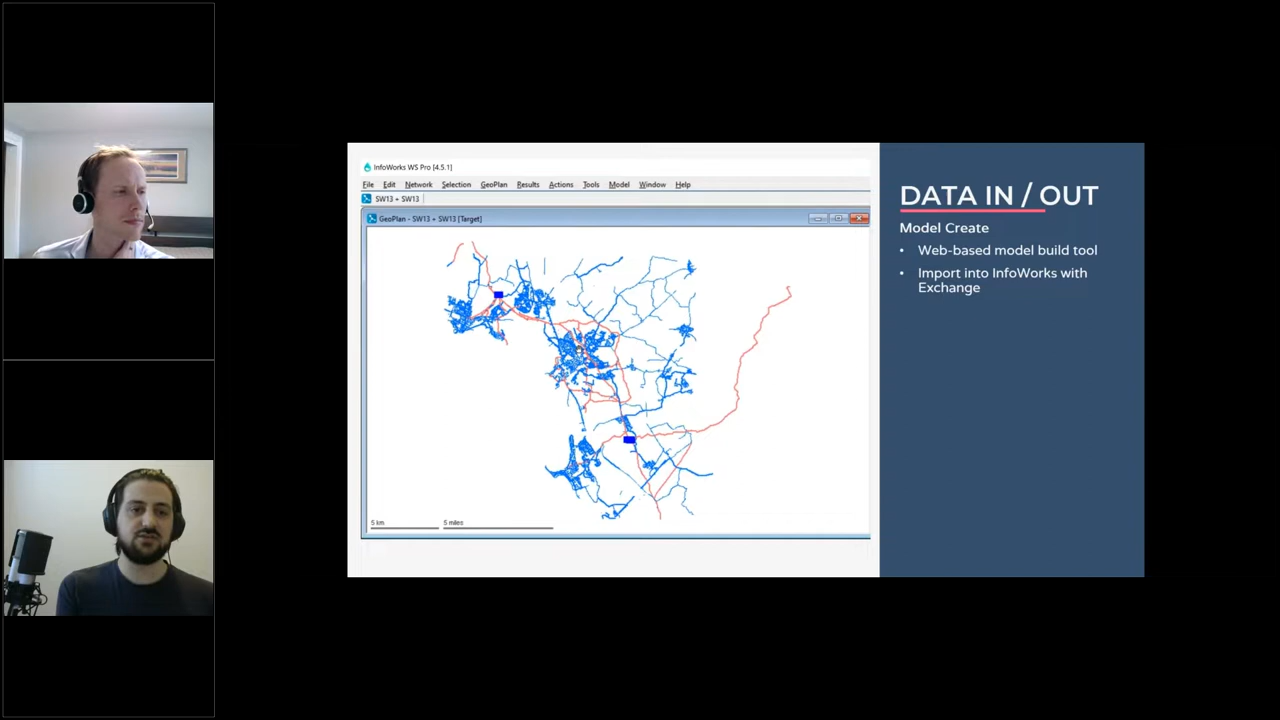 InfoWorks WS Pro [4.5.1]
File Edit Network Selection GeoPlan Results Actions Tools Model Window Help
SW13 + SW13
GeoPlan - SW13 + SW13 [Target]
5 km 5 miles
DATA IN / OUT
Model Create
• Web-based model build tool
• Import into InfoWorks with
Exchange